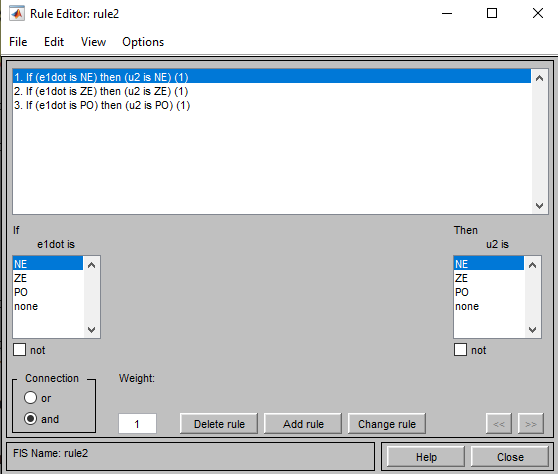 Rule Editor: rule2
File Edit View Options
1. If (e1dot is NE) then (u2 is NE) (1)
2. If (e1dot is ZE) then (u2 is ZE) (1)
3. If (e1dot is PO) then (u2 is PO) (1)
If
Then
e1dot is
u2 is
NE
ZE
PO
none
NE
ZE
PO
none
not
not
Connection
or
and
Weight:
1
Delete rule
Add rule
Change rule
<<
>>
FIS Name: rule2
Help
Close